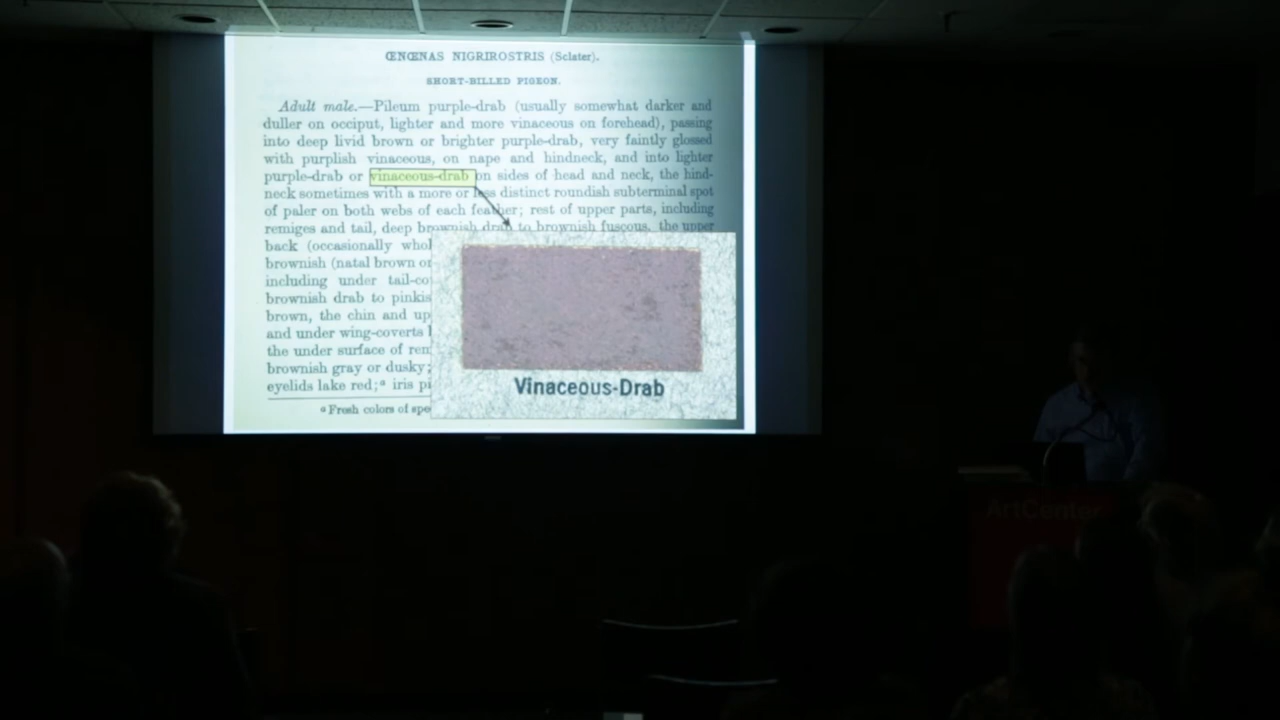 ŒNŒNAS NIGRIROSTRIS (Sclater).
SHORT-BILLED PIGEON.
Adult male.—Pileum purple-drab (usually somewhat darker and
duller on occiput, lighter and more vinaceous on forehead), passing
into deep livid brown or brighter purple-drab, very faintly glossed
with purplish vinaceous, on nape and hindneck, and into lighter
purple-drab or vinaceous-drab on sides of head and neck, the hind-
neck sometimes with a more or less distinct roundish subterminal spot
of paler on both webs of each feather; rest of upper parts, including
remiges and tail, deep brownish drab to brownish fuscous, the upper
back (occasionally whol
brownish (natal brown or
including under tail-co
brownish drab to pinkis
brown, the chin and up
and under wing-coverts
the under surface of rem
brownish gray or dusky;
eyelids lake red;ᵃ iris pi
ᵃ Fresh colors of spe
Vinaceous-Drab
ArtCenter